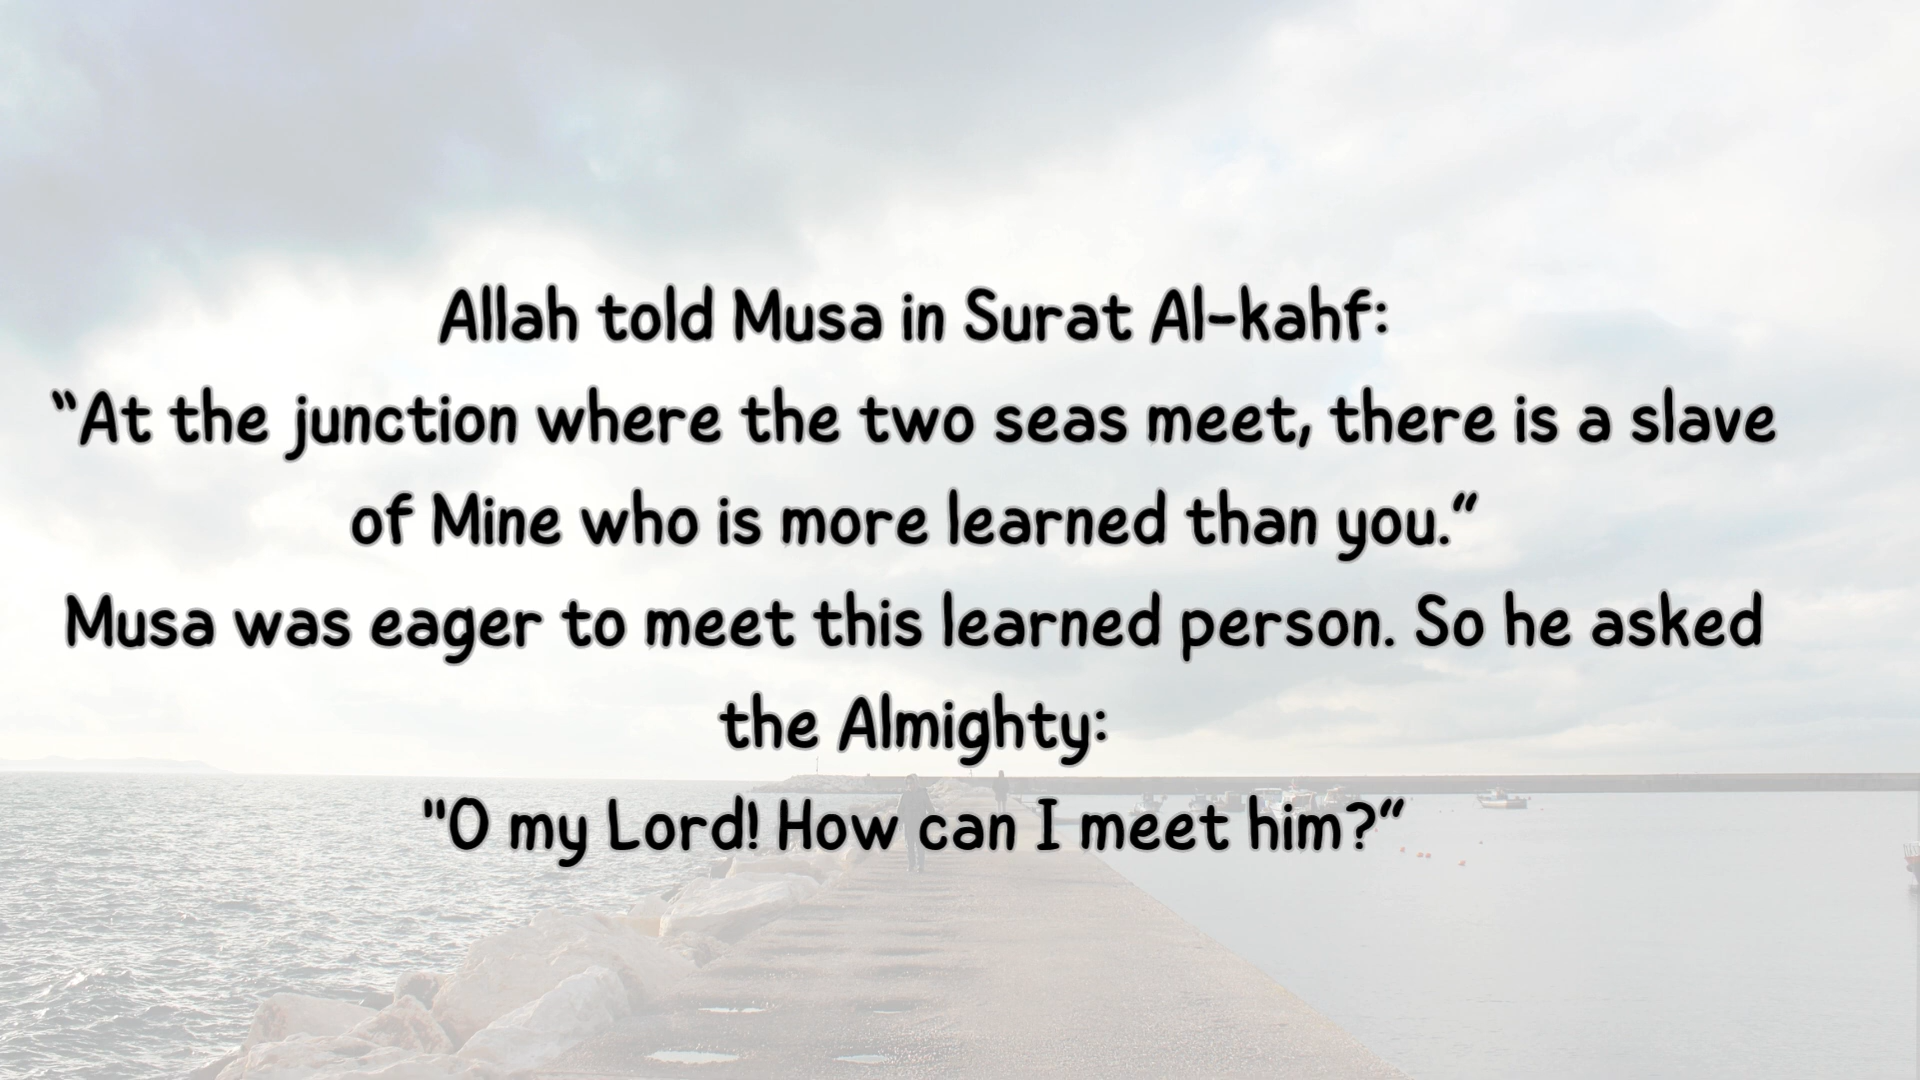 Allah told Musa in Surat Al-kahf:
“At the junction where the two seas meet, there is a slave
of Mine who is more learned than you.”
Musa was eager to meet this learned person. So he asked
the Almighty:
"O my Lord! How can I meet him?”